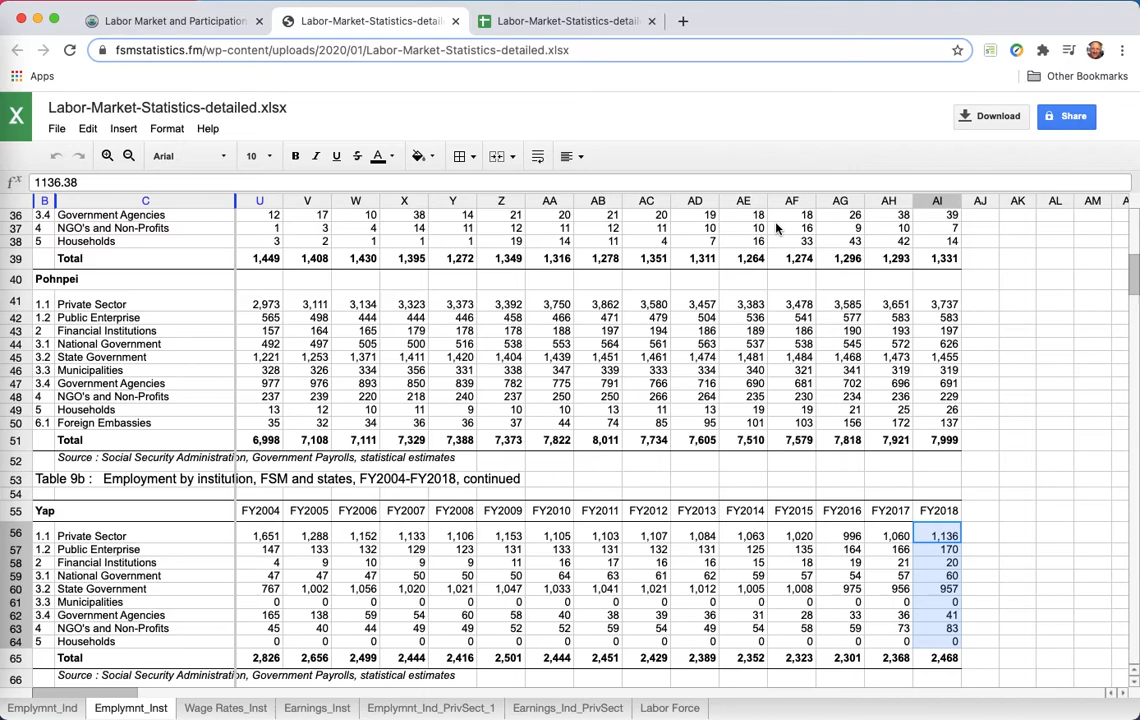 Labor Market and Participation
Labor-Market-Statistics-detail
Labor-Market-Statistics-detail
fsmstatistics.fm/wp-content/uploads/2020/01/Labor-Market-Statistics-detailed.xlsx
Apps
Other Bookmarks
X
Labor-Market-Statistics-detailed.xlsx
File Edit Insert Format Help
Download
Share
Arial 10 B I U S A
fx 1136.38
B C U V W X Y Z AA AB AC AD AE AF AG AH AI AJ AK AL AM A
36 3.4 Government Agencies 12 17 10 38 14 21 20 21 20 19 18 18 26 38 39
37 4 NGO's and Non-Profits 1 3 4 14 11 12 11 12 11 10 10 16 9 10 7
38 5 Households 3 2 1 1 1 19 14 11 4 7 16 33 43 42 14
39 Total 1,449 1,408 1,430 1,395 1,272 1,349 1,316 1,278 1,351 1,311 1,264 1,274 1,296 1,293 1,331
40 Pohnpei
41 1.1 Private Sector 2,973 3,111 3,134 3,323 3,373 3,392 3,750 3,862 3,580 3,457 3,383 3,478 3,585 3,651 3,737
42 1.2 Public Enterprise 565 498 444 444 446 458 466 471 479 504 536 541 577 583 583
43 2 Financial Institutions 157 164 165 179 178 178 188 197 194 186 189 186 190 193 197
44 3.1 National Government 492 497 505 500 516 538 553 564 561 563 537 538 545 572 626
45 3.2 State Government 1,221 1,253 1,371 1,411 1,420 1,404 1,439 1,451 1,461 1,474 1,481 1,484 1,468 1,473 1,455
46 3.3 Municipalities 328 326 334 356 331 338 347 339 333 334 340 321 341 319 319
47 3.4 Government Agencies 977 976 893 850 839 782 775 791 766 716 690 681 702 696 691
48 4 NGO's and Non-Profits 237 239 220 218 240 237 250 250 266 264 235 230 234 236 229
49 5 Households 13 12 10 11 9 10 10 13 11 13 19 19 21 25 26
50 6.1 Foreign Embassies 35 32 34 36 36 37 44 74 85 95 101 103 156 172 137
51 Total 6,998 7,108 7,111 7,329 7,388 7,373 7,822 8,011 7,734 7,605 7,510 7,579 7,818 7,921 7,999
52 Source : Social Security Administration, Government Payrolls, statistical estimates
53 Table 9b : Employment by institution, FSM and states, FY2004-FY2018, continued
54
55 Yap FY2004 FY2005 FY2006 FY2007 FY2008 FY2009 FY2010 FY2011 FY2012 FY2013 FY2014 FY2015 FY2016 FY2017 FY2018
56 1.1 Private Sector 1,651 1,288 1,152 1,133 1,106 1,153 1,105 1,103 1,107 1,084 1,063 1,020 996 1,060 1,136
57 1.2 Public Enterprise 147 133 132 129 123 131 133 131 132 131 125 135 164 166 170
58 2 Financial Institutions 4 9 10 9 9 11 16 17 16 16 15 18 19 21 20
59 3.1 National Government 47 47 47 50 50 50 64 63 61 62 59 57 54 57 60
60 3.2 State Government 767 1,002 1,056 1,020 1,021 1,047 1,033 1,041 1,021 1,012 1,005 1,008 975 956 957
61 3.3 Municipalities 0 0 0 0 0 0 0 0 0 0 0 0 0 0 0
62 3.4 Government Agencies 165 138 59 54 60 58 40 38 39 36 31 28 33 36 41
63 4 NGO's and Non-Profits 45 40 44 49 49 52 52 59 54 49 54 58 59 73 83
64 5 Households 0 0 0 0 0 0 0 0 0 0 0 0 0 0 0
65 Total 2,826 2,656 2,499 2,444 2,416 2,501 2,444 2,451 2,429 2,389 2,352 2,323 2,301 2,368 2,468
66 Source : Social Security Administration, Government Payrolls, statistical estimates
Emplymnt_Ind Emplymnt_Inst Wage Rates_Inst Earnings_Inst Emplymnt_Ind_PrivSect_1 Earnings_Ind_PrivSect Labor Force